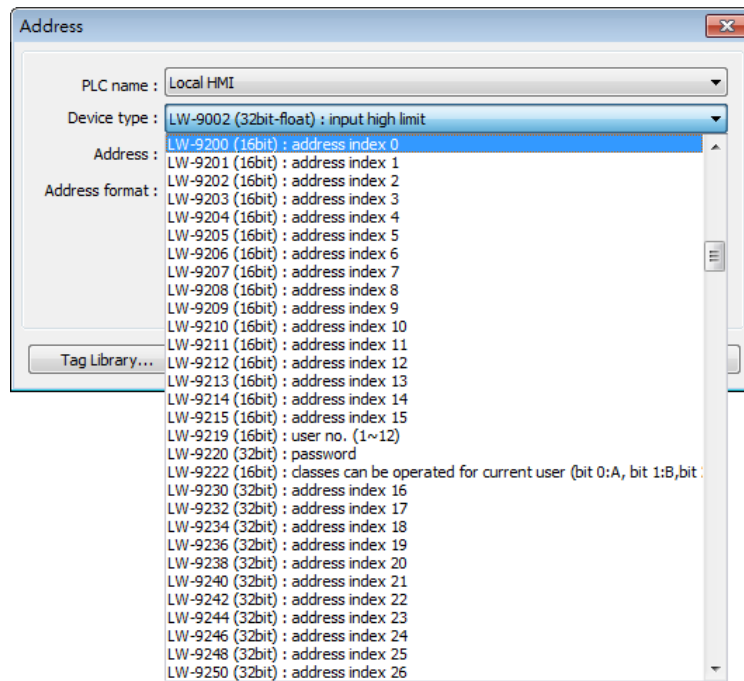 Address
PLC name : Local HMI
Device type : LW-9002 (32bit-float) : input high limit
Address :
Address format :
LW-9200 (16bit) : address index 0
LW-9201 (16bit) : address index 1
LW-9202 (16bit) : address index 2
LW-9203 (16bit) : address index 3
LW-9204 (16bit) : address index 4
LW-9205 (16bit) : address index 5
LW-9206 (16bit) : address index 6
LW-9207 (16bit) : address index 7
LW-9208 (16bit) : address index 8
LW-9209 (16bit) : address index 9
LW-9210 (16bit) : address index 10
LW-9211 (16bit) : address index 11
LW-9212 (16bit) : address index 12
LW-9213 (16bit) : address index 13
LW-9214 (16bit) : address index 14
LW-9215 (16bit) : address index 15
LW-9219 (16bit) : user no. (1~12)
LW-9220 (32bit) : password
LW-9222 (16bit) : classes can be operated for current user (bit 0:A, bit 1:B,bit
LW-9230 (32bit) : address index 16
LW-9232 (32bit) : address index 17
LW-9234 (32bit) : address index 18
LW-9236 (32bit) : address index 19
LW-9238 (32bit) : address index 20
LW-9240 (32bit) : address index 21
LW-9242 (32bit) : address index 22
LW-9244 (32bit) : address index 23
LW-9246 (32bit) : address index 24
LW-9248 (32bit) : address index 25
LW-9250 (32bit) : address index 26
Tag Library...